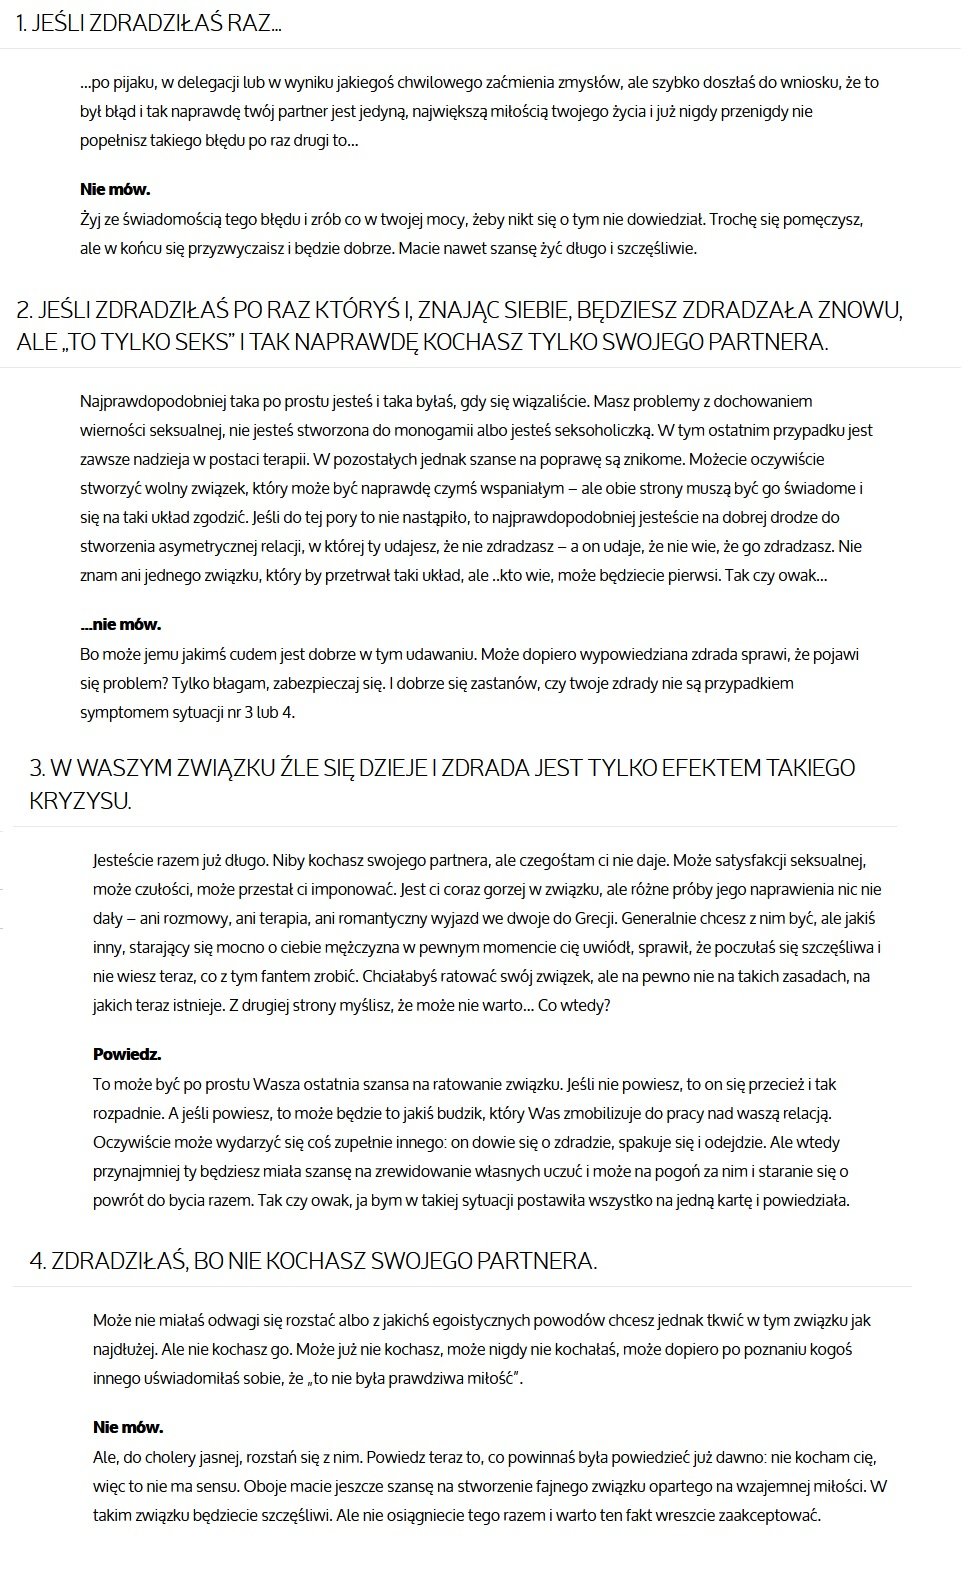 1. JEŚLI ZDRADZIŁAŚ RAZ...
...po pijaku, w delegacji lub w wyniku jakiegoś chwilowego zaćmienia zmysłów, ale szybko doszłaś do wniosku, że to
był błąd i tak naprawdę twój partner jest jedyną, największą miłością twojego życia i już nigdy przenigdy nie
popełnisz takiego błędu po raz drugi to...
Nie mów.
Żyj ze świadomością tego błędu i zrób co w twojej mocy, żeby nikt się o tym nie dowiedział. Trochę się pomęczysz,
ale w końcu się przyzwyczaisz i będzie dobrze. Macie nawet szansę żyć długo i szczęśliwie.
2. JEŚLI ZDRADZIŁAŚ PO RAZ KTÓRYŚ I, ZNAJĄC SIEBIE, BĘDZIESZ ZDRADZAŁA ZNOWU,
ALE „TO TYLKO SEKS” I TAK NAPRAWDĘ KOCHASZ TYLKO SWOJEGO PARTNERA.
Najprawdopodobniej taka po prostu jesteś i taka byłaś, gdy się wiązaliście. Masz problemy z dochowaniem
wierności seksualnej, nie jesteś stworzona do monogamii albo jesteś seksoholiczką. W tym ostatnim przypadku jest
zawsze nadzieja w postaci terapii. W pozostałych jednak szanse na poprawę są znikome. Możecie oczywiście
stworzyć wolny związek, który może być naprawdę czymś wspaniałym – ale obie strony muszą być go świadome i
się na taki układ zgodzić. Jeśli do tej pory to nie nastąpiło, to najprawdopodobniej jesteście na dobrej drodze do
stworzenia asymetrycznej relacji, w której ty udajesz, że nie zdradzasz – a on udaje, że nie wie, że go zdradzasz. Nie
znam ani jednego związku, który by przetrwał taki układ, ale ..kto wie, może będziecie pierwsi. Tak czy owak...
...nie mów.
Bo może jemu jakimś cudem jest dobrze w tym udawaniu. Może dopiero wypowiedziana zdrada sprawi, że pojawi
się problem? Tylko błagam, zabezpieczaj się. I dobrze się zastanów, czy twoje zdrady nie są przypadkiem
symptomem sytuacji nr 3 lub 4.
3. W WASZYM ZWIĄZKU ŹLE SIĘ DZIEJE I ZDRADA JEST TYLKO EFEKTEM TAKIEGO
KRYZYSU.
Jesteście razem już długo. Niby kochasz swojego partnera, ale czegośtam ci nie daje. Może satysfakcji seksualnej,
może czułości, może przestał ci imponować. Jest ci coraz gorzej w związku, ale różne próby jego naprawienia nic nie
dały – ani rozmowy, ani terapia, ani romantyczny wyjazd we dwoje do Grecji. Generalnie chcesz z nim być, ale jakiś
inny, starający się mocno o ciebie mężczyzna w pewnym momencie cię uwiódł, sprawił, że poczułaś się szczęśliwa i
nie wiesz teraz, co z tym fantem zrobić. Chciałabyś ratować swój związek, ale na pewno nie na takich zasadach, na
jakich teraz istnieje. Z drugiej strony myślisz, że może nie warto... Co wtedy?
Powiedz.
To może być po prostu Wasza ostatnia szansa na ratowanie związku. Jeśli nie powiesz, to on się przecież i tak
rozpadnie. A jeśli powiesz, to może będzie to jakiś budzik, który Was zmobilizuje do pracy nad waszą relacją.
Oczywiście może wydarzyć się coś zupełnie innego: on dowie się o zdradzie, spakuje się i odejdzie. Ale wtedy
przynajmniej ty będziesz miała szansę na zrewidowanie własnych uczuć i może na pogoń za nim i staranie się o
powrót do bycia razem. Tak czy owak, ja bym w takiej sytuacji postawiła wszystko na jedną kartę i powiedziała.
4. ZDRADZIŁAŚ, BO NIE KOCHASZ SWOJEGO PARTNERA.
Może nie miałaś odwagi się rozstać albo z jakichś egoistycznych powodów chcesz jednak tkwić w tym związku jak
najdłużej. Ale nie kochasz go. Może już nie kochasz, może nigdy nie kochałaś, może dopiero po poznaniu kogoś
innego uświadomiłaś sobie, że „to nie była prawdziwa miłość”.
Nie mów.
Ale, do cholery jasnej, rozstań się z nim. Powiedz teraz to, co powinnaś była powiedzieć już dawno: nie kocham cię,
więc to nie ma sensu. Oboje macie jeszcze szansę na stworzenie fajnego związku opartego na wzajemnej miłości. W
takim związku będziecie szczęśliwi. Ale nie osiągniecie tego razem i warto ten fakt wreszcie zaakceptować.